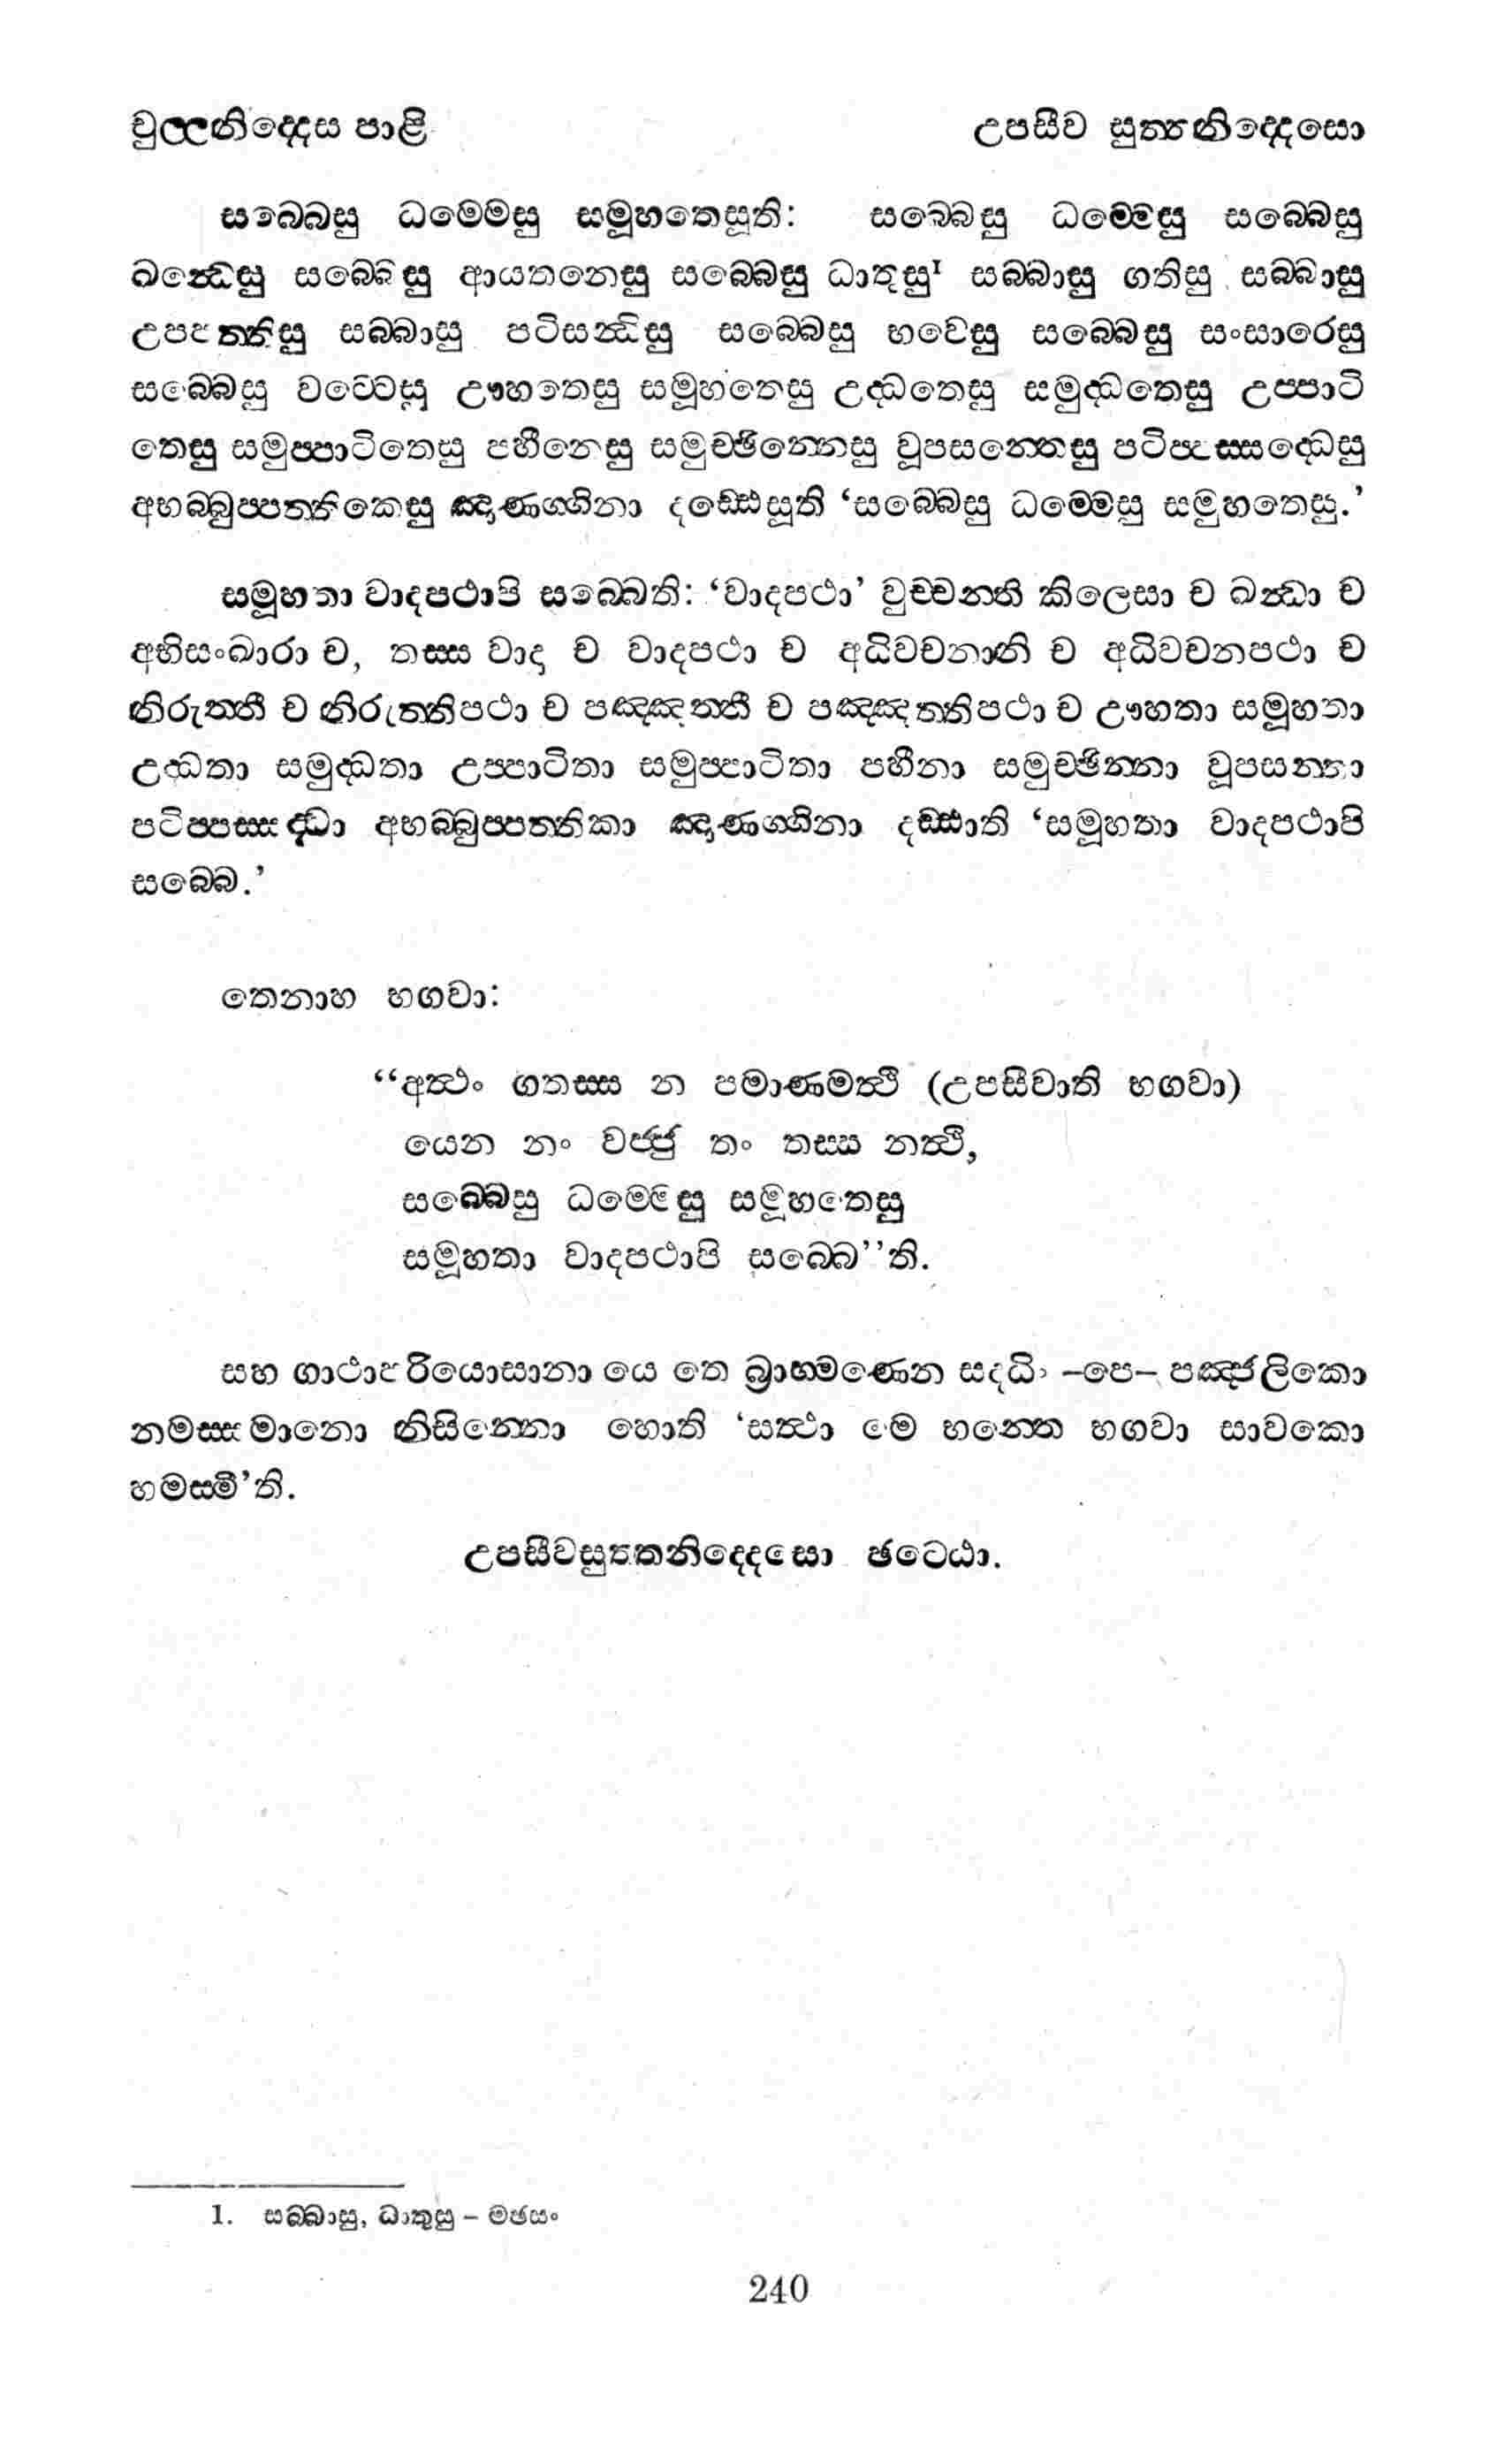 චුල්ලනිද්දෙස පාළි
උපසීව සුත්තනිද්දෙසො
සබ්බෙසු ධම්මෙසු සමූහතෙසූති: සබ්බෙසු ධම්මෙසු සබ්බෙසු
ඛන්ධෙසු සබ්බෙසු ආයතනෙසු සබ්බෙසු ධාතුසු¹ සබ්බාසු ගතිසු සබ්බාසු
උපපත්තිසු සබ්බාසු පටිසන්ධිසු සබ්බෙසු භවෙසු සබ්බෙසු සංසාරෙසු
සබ්බෙසු වට්ටෙසු ඌහතෙසු සමූහතෙසු උද්ධතෙසු සමුද්ධතෙසු උප්පාටි
තෙසු සමුප්පාටිතෙසු පහීනෙසු සමුච්ඡින්නෙසු වූපසන්තෙසු පටිප්පස්සද්ධෙසු
අභබ්බුප්පත්තිකෙසු ඤාණග්ගිනා දඩ්ඪෙසූති ‘සබ්බෙසු ධම්මෙසු සමුහතෙසු.’
සමූහතා වාදපථාපි සබ්බෙති: ‘වාදපථා’ වුච්චන්ති කිලෙසා ච ඛන්ධා ච
අභිසංඛාරා ච, තස්ස වාදා ච වාදපථා ච අධිවචනානි ච අධිවචනපථා ච
නිරුත්තී ච නිරුත්තිපථා ච පඤ්ඤත්තී ච පඤ්ඤත්තිපථා ච ඌහතා සමූහතා
උද්ධතා සමුද්ධතා උප්පාටිතා සමුප්පාටිතා පහීනා සමුච්ඡින්නා වූපසන්තා
පටිප්පස්සද්ධා අභබ්බුප්පත්තිකා ඤාණග්ගිනා දඩ්ඪාති ‘සමූහතා වාදපථාපි
සබ්බෙ.’
තෙනාහ භගවා:
“අත්ථං ගතස්ස න පමාණමත්ථි (උපසීවාති භගවා)
යෙන නං වජ්ජු තං තස්ස නත්ථි,
සබ්බෙසු ධම්මෙසු සමූහතෙසු
සමූහතා වාදපථාපි සබ්බෙ”ති.
සහ ගාථාපරියොසානා යෙ තෙ බ්‍රාහ්මණෙන සද්ධිං –පෙ– පඤ්ජලිකො
නමස්සමානො නිසින්නො හොති ‘සත්ථා මෙ භන්තෙ භගවා සාවකො
හමස්මී’ති.
උපසීවසුත්තනිද්දෙසො ඡට්ඨො.
1. සබ්බාසු, ධාතුසු – මඡසං
240